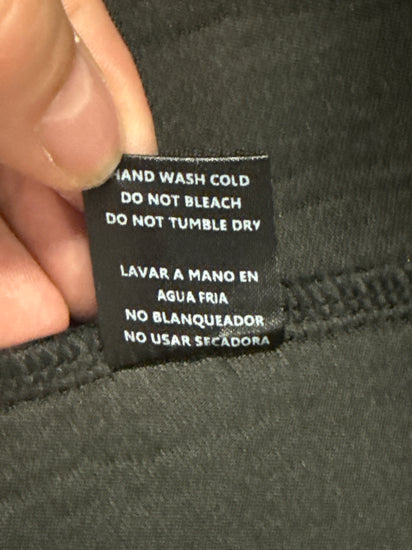 HAND WASH COLD
DO NOT BLEACH
DO NOT TUMBLE DRY
LAVAR A MANO EN
AGUA FRIA
NO BLANQUEADOR
NO USAR SECADORA